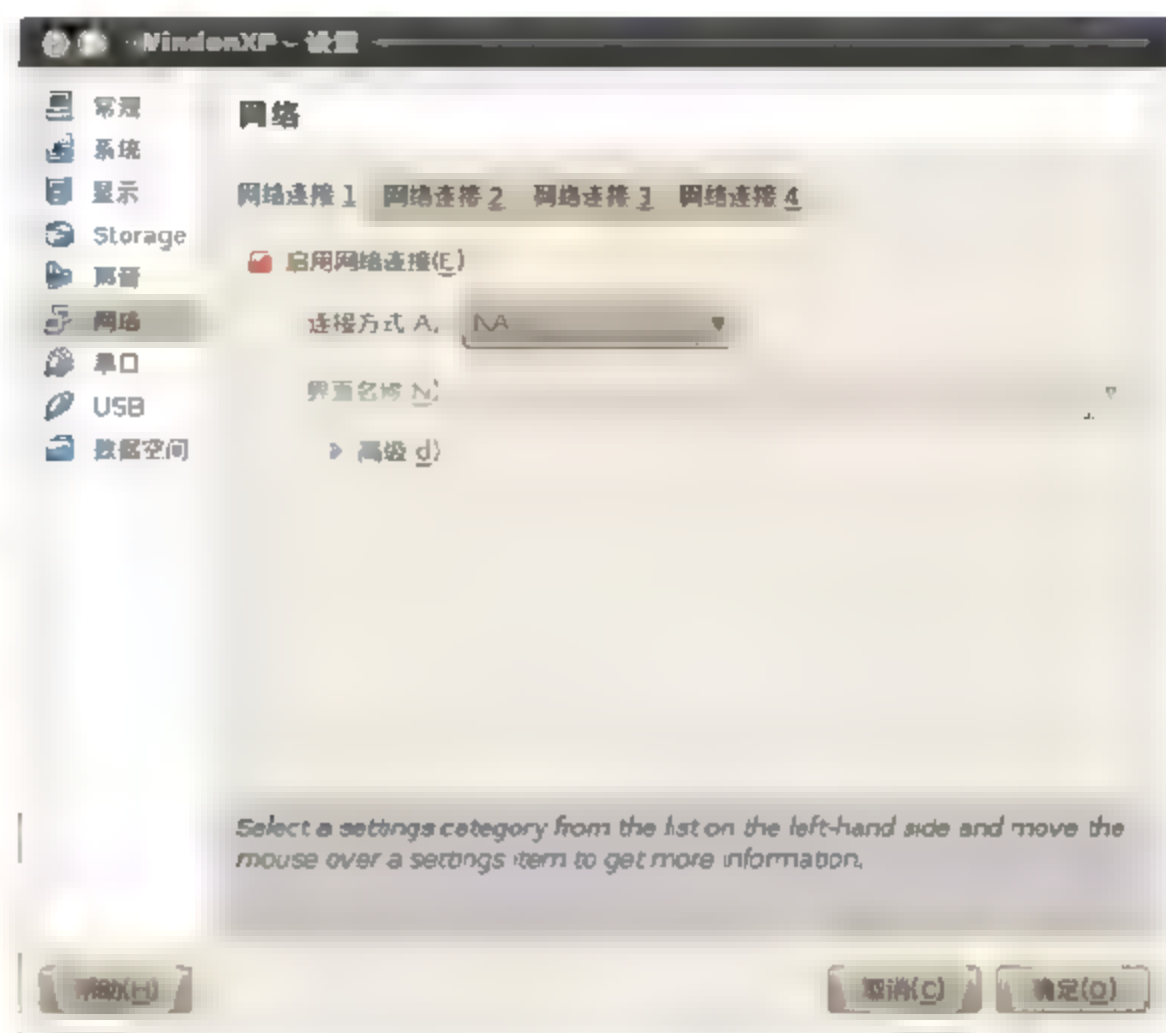 WindowXP - 设置
常规
系统
显示
Storage
声音
网络
串口
USB
数据空间
网络
网络连接 1 网络连接 2 网络连接 3 网络连接 4
启用网络连接(E)
连接方式 A.
界面名称 N)
高级 d)
Select a settings category from the list on the left-hand side and move the
mouse over a settings item to get more information.
帮助(H) 取消(C) 确定(O)